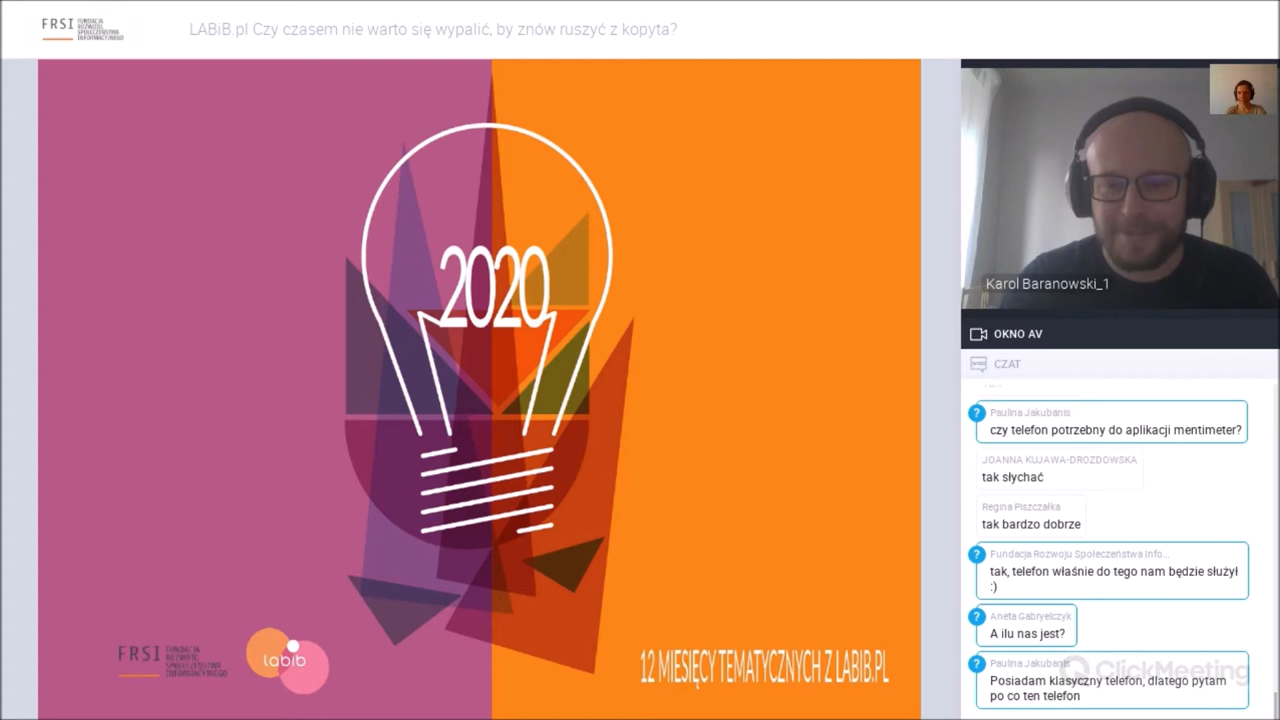 FRSI FUNDACJA
ROZWOJU
SPOŁECZEŃSTWA
INFORMACYJNEGO
LABiB.pl Czy czasem nie warto się wypalić, by znów ruszyć z kopyta?
2020
FRSI FUNDACJA
ROZWOJU
SPOŁECZEŃSTWA
INFORMACYJNEGO
labib
12 MIESIĘCY TEMATYCZNYCH Z LABIB.PL
Karol Baranowski_1
OKNO AV
CZAT
? Paulina Jakubanis
czy telefon potrzebny do aplikacji mentimeter?
JOANNA KUJAWA-DROZDOWSKA
tak słychać
Regina Piszczałka
tak bardzo dobrze
? Fundacja Rozwoju Społeczeństwa Info...
tak, telefon właśnie do tego nam będzie służył
:)
? Aneta Gabryelczyk
A ilu nas jest?
? Paulina Jakubanis
Posiadam klasyczny telefon, dlatego pytam
po co ten telefon
ClickMeeting